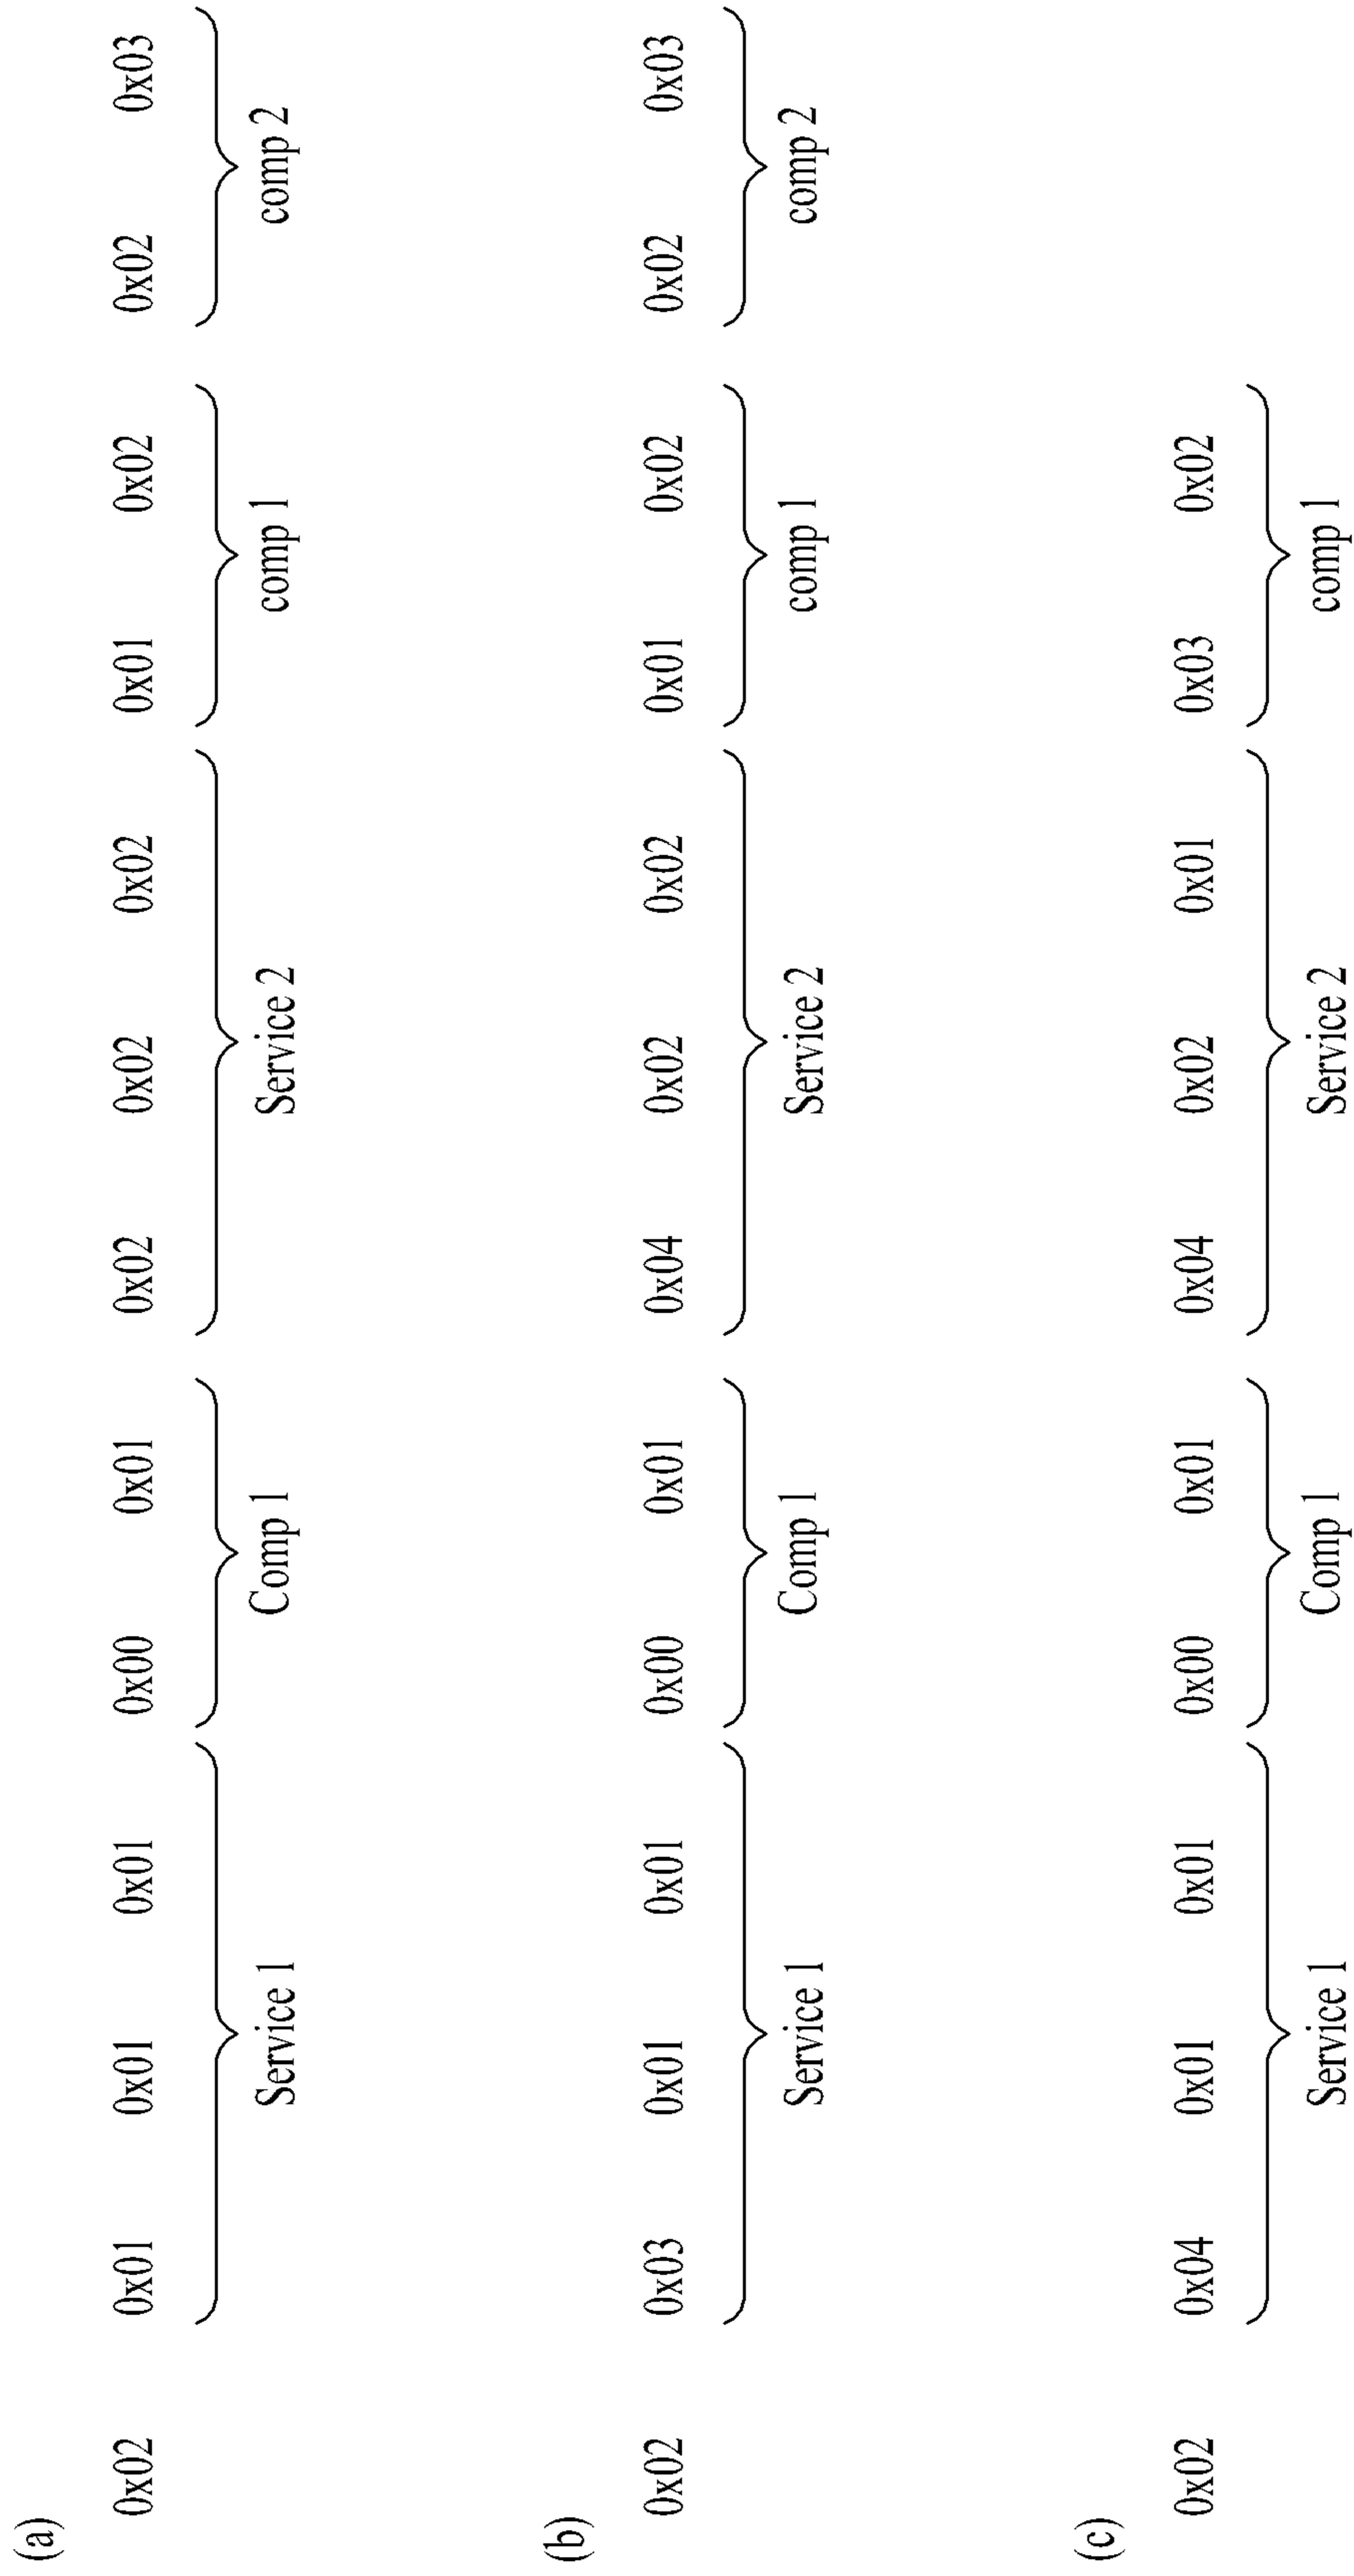 (a)
0x02 0x01 0x01 0x01 0x00 0x01 0x02 0x02 0x02 0x01 0x02 0x02 0x03
Service 1 Comp 1 Service 2 comp 1 comp 2
(b)
0x02 0x03 0x01 0x01 0x00 0x01 0x04 0x02 0x02 0x01 0x02 0x02 0x03
Service 1 Comp 1 Service 2 comp 1 comp 2
(c)
0x02 0x04 0x01 0x01 0x00 0x01 0x04 0x02 0x01 0x03 0x02
Service 1 Comp 1 Service 2 comp 1